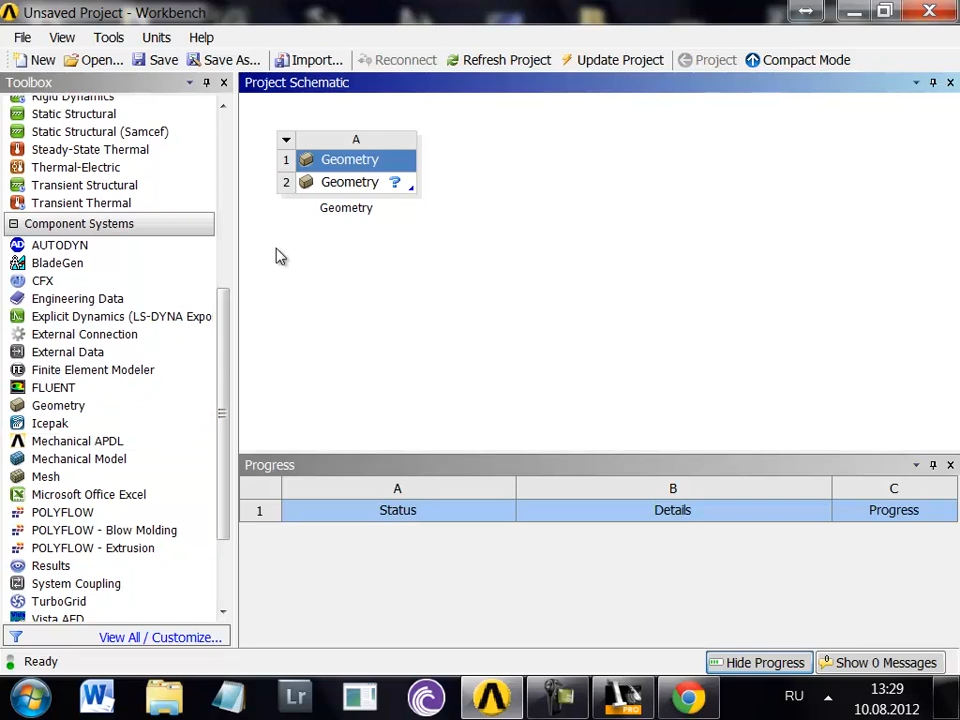 Unsaved Project - Workbench
File View Tools Units Help
New Open... Save Save As... Import... Reconnect Refresh Project Update Project Project Compact Mode
Toolbox
Rigid Dynamics
Static Structural
Static Structural (Samcef)
Steady-State Thermal
Thermal-Electric
Transient Structural
Transient Thermal
Component Systems
AUTODYN
BladeGen
CFX
Engineering Data
Explicit Dynamics (LS-DYNA Expo
External Connection
External Data
Finite Element Modeler
FLUENT
Geometry
Icepak
Mechanical APDL
Mechanical Model
Mesh
Microsoft Office Excel
POLYFLOW
POLYFLOW - Blow Molding
POLYFLOW - Extrusion
Results
System Coupling
TurboGrid
Vista AFD
View All / Customize...
Project Schematic
A
1 Geometry
2 Geometry ?
Geometry
Progress
A B C
1 Status Details Progress
Ready
Hide Progress Show 0 Messages
Lr
PRO
RU
13:29
10.08.2012